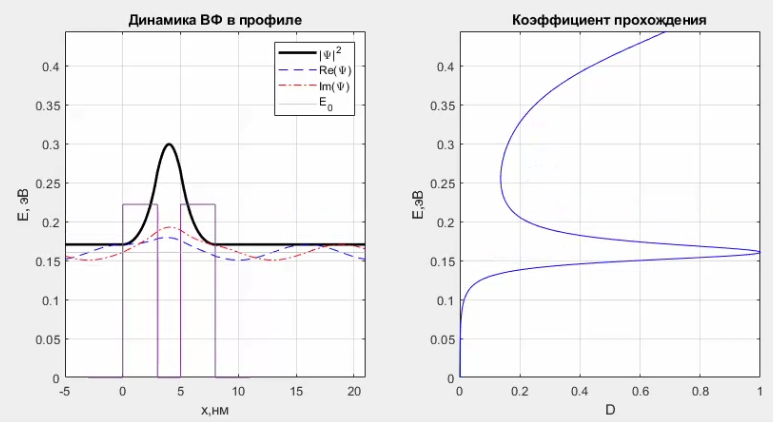 Динамика ВФ в профиле
|Ψ|²
Re(Ψ)
Im(Ψ)
E₀
E, эВ
0.4
0.35
0.3
0.25
0.2
0.15
0.1
0.05
0
-5 0 5 10 15 20
x,нм
Коэффициент прохождения
E,эВ
0.4
0.35
0.3
0.25
0.2
0.15
0.1
0.05
0
0 0.2 0.4 0.6 0.8 1
D